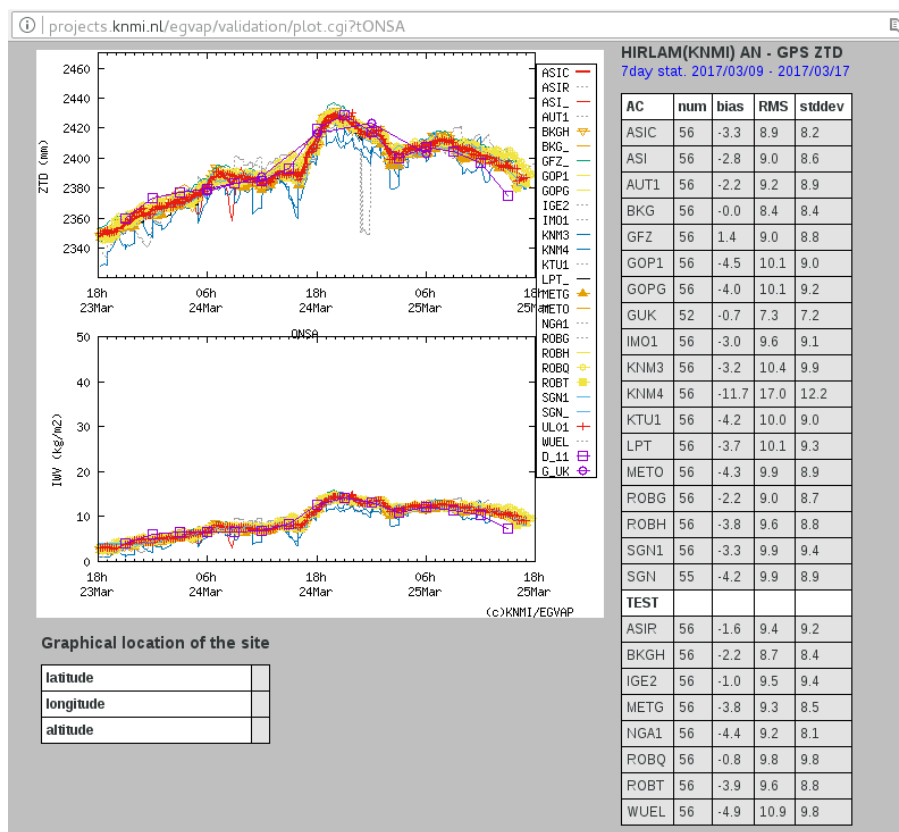 projects.knmi.nl/egvap/validation/plot.cgi?tONSA
2460
2440
2420
2400
2380
2360
2340
ZTD (mm)
18h 06h 18h 06h 18h
23Mar 24Mar 24Mar 25Mar 25Mar
ONSA
ASIC
ASIR
ASI_
AUT1
BKGH
BKG_
GFZ_
GOP1
GOPG
IGE2
IMO1
KNM3
KNM4
KTU1
LPT_
METG
METO
NGA1
ROBG
ROBH
ROBQ
ROBT
SGN1
SGN_
UL01
WUEL
D_11
G_UK
50
40
30
20
10
0
IWV (kg/m2)
18h 06h 18h 06h 18h
23Mar 24Mar 24Mar 25Mar 25Mar
(c)KNMI/EGVAP
Graphical location of the site
latitude
longitude
altitude
HIRLAM(KNMI) AN - GPS ZTD
7day stat. 2017/03/09 - 2017/03/17
AC num bias RMS stddev
ASIC 56 -3.3 8.9 8.2
ASI 56 -2.8 9.0 8.6
AUT1 56 -2.2 9.2 8.9
BKG 56 -0.0 8.4 8.4
GFZ 56 1.4 9.0 8.8
GOP1 56 -4.5 10.1 9.0
GOPG 56 -4.0 10.1 9.2
GUK 52 -0.7 7.3 7.2
IMO1 56 -3.0 9.6 9.1
KNM3 56 -3.2 10.4 9.9
KNM4 56 -11.7 17.0 12.2
KTU1 56 -4.2 10.0 9.0
LPT 56 -3.7 10.1 9.3
METO 56 -4.3 9.9 8.9
ROBG 56 -2.2 9.0 8.7
ROBH 56 -3.8 9.6 8.8
SGN1 56 -3.3 9.9 9.4
SGN 55 -4.2 9.9 8.9
TEST
ASIR 56 -1.6 9.4 9.2
BKGH 56 -2.2 8.7 8.4
IGE2 56 -1.0 9.5 9.4
METG 56 -3.8 9.3 8.5
NGA1 56 -4.4 9.2 8.1
ROBQ 56 -0.8 9.8 9.8
ROBT 56 -3.9 9.6 8.8
WUEL 56 -4.9 10.9 9.8